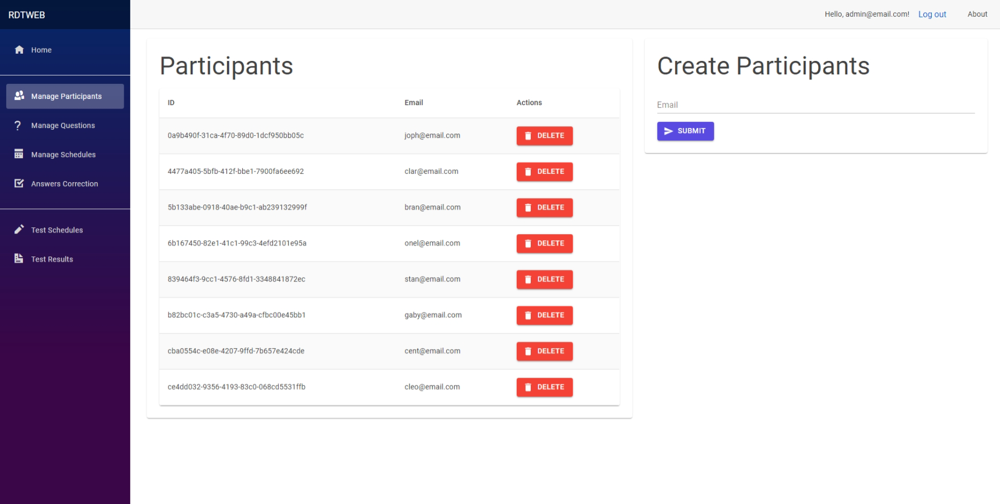 RDTWEB
Hello, admin@email.com! Log out About
Home
Manage Participants
Manage Questions
Manage Schedules
Answers Correction
Test Schedules
Test Results
Participants
ID Email Actions
0a9b490f-31ca-4f70-89d0-1dcf950bb05c joph@email.com DELETE
4477a405-5bfb-412f-bbe1-7900fa6ee692 clar@email.com DELETE
5b133abe-0918-40ae-b9c1-ab239132999f bran@email.com DELETE
6b167450-82e1-41c1-99c3-4efd2101e95a onel@email.com DELETE
839464f3-9cc1-4576-8fd1-3348841872ec stan@email.com DELETE
b82bc01c-c3a5-4730-a49a-cfbc00e45bb1 gaby@email.com DELETE
cba0554c-e08e-4207-9ffd-7b657e424cde cent@email.com DELETE
ce4dd032-9356-4193-83c0-068cd5531ffb cleo@email.com DELETE
Create Participants
Email
SUBMIT